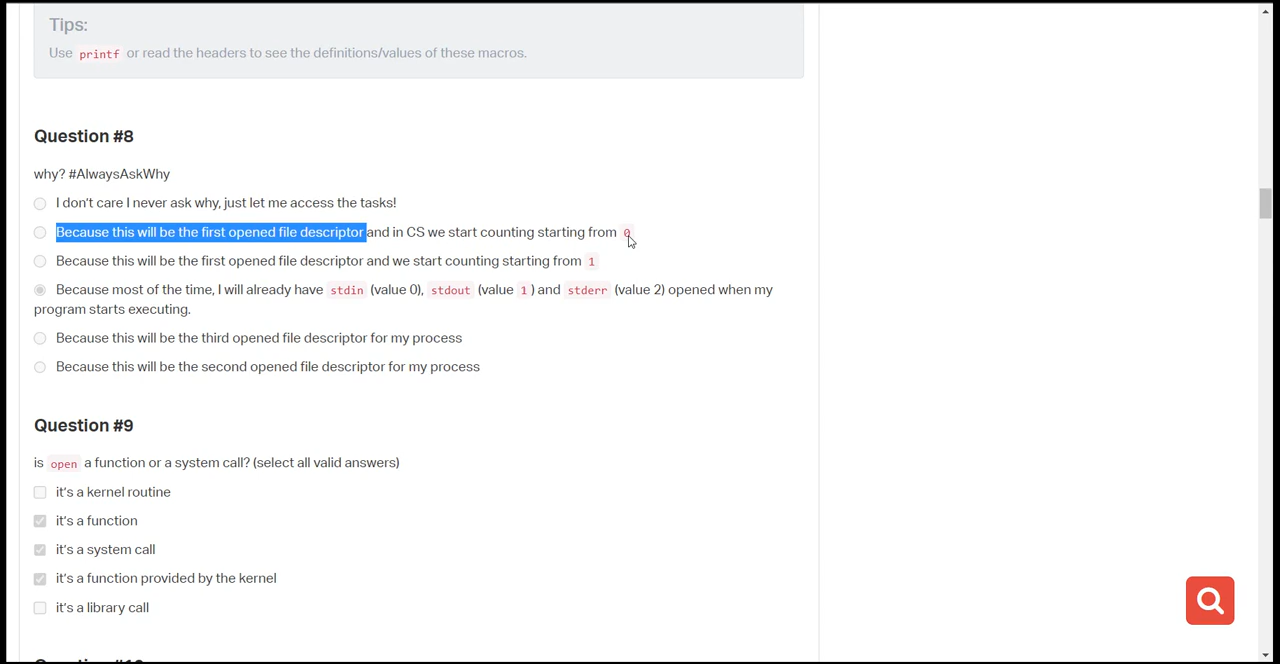 Tips:
Use printf or read the headers to see the definitions/values of these macros.
Question #8
why? #AlwaysAskWhy
I don't care I never ask why, just let me access the tasks!
Because this will be the first opened file descriptor and in CS we start counting starting from 0
Because this will be the first opened file descriptor and we start counting starting from 1
Because most of the time, I will already have stdin (value 0), stdout (value 1 ) and stderr (value 2) opened when my
program starts executing.
Because this will be the third opened file descriptor for my process
Because this will be the second opened file descriptor for my process
Question #9
is open a function or a system call? (select all valid answers)
it's a kernel routine
it's a function
it's a system call
it's a function provided by the kernel
it's a library call